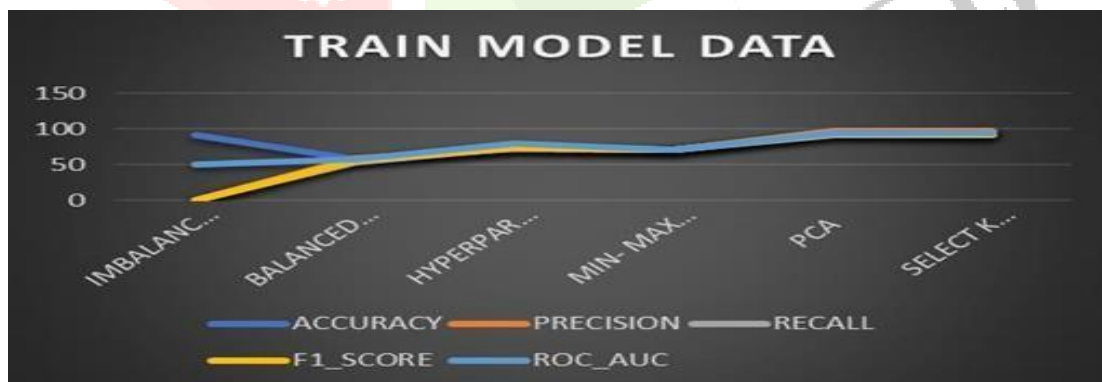 TRAIN MODEL DATA
150
100
50
0
IMBALANC...
BALANCED...
HYPERPAR...
MIN- MAX...
PCA
SELECT K...
ACCURACY PRECISION RECALL
F1_SCORE ROC_AUC